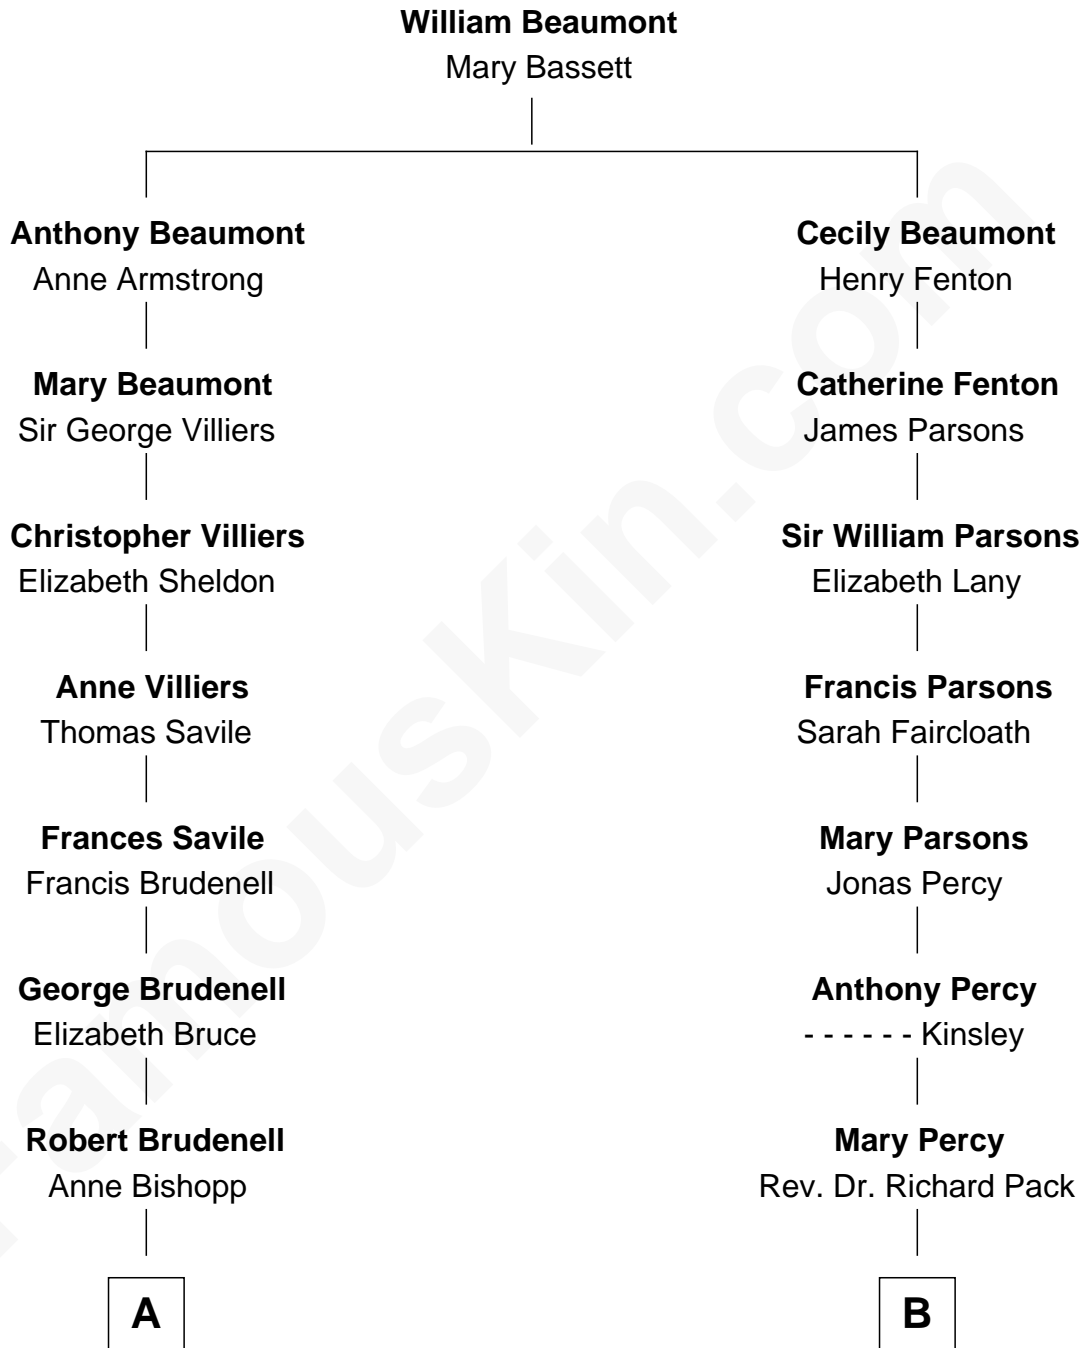 William Beaumont
Mary Bassett
Anthony Beaumont
Anne Armstrong
Cecily Beaumont
Henry Fenton
Mary Beaumont
Sir George Villiers
Catherine Fenton
James Parsons
Christopher Villiers
Elizabeth Sheldon
Sir William Parsons
Elizabeth Lany
Anne Villiers
Thomas Savile
Francis Parsons
Sarah Faircloath
Frances Savile
Francis Brudenell
Mary Parsons
Jonas Percy
George Brudenell
Elizabeth Bruce
Anthony Percy
- - - - - - Kinsley
Robert Brudenell
Anne Bishopp
Mary Percy
Rev. Dr. Richard Pack
A
B
FamousKin.com